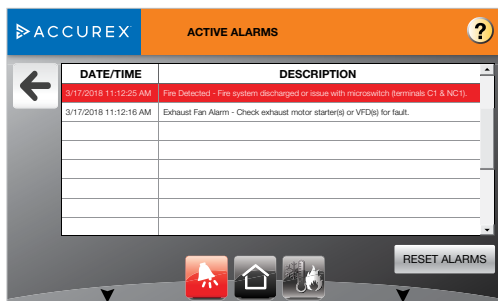 ACCUREX
ACTIVE ALARMS
?
DATE/TIME DESCRIPTION
3/17/2018 11:12:25 AM Fire Detected - Fire system discharged or issue with microswitch (terminals C1 & NC1).
3/17/2018 11:12:16 AM Exhaust Fan Alarm - Check exhaust motor starter(s) or VFD(s) for fault.
RESET ALARMS